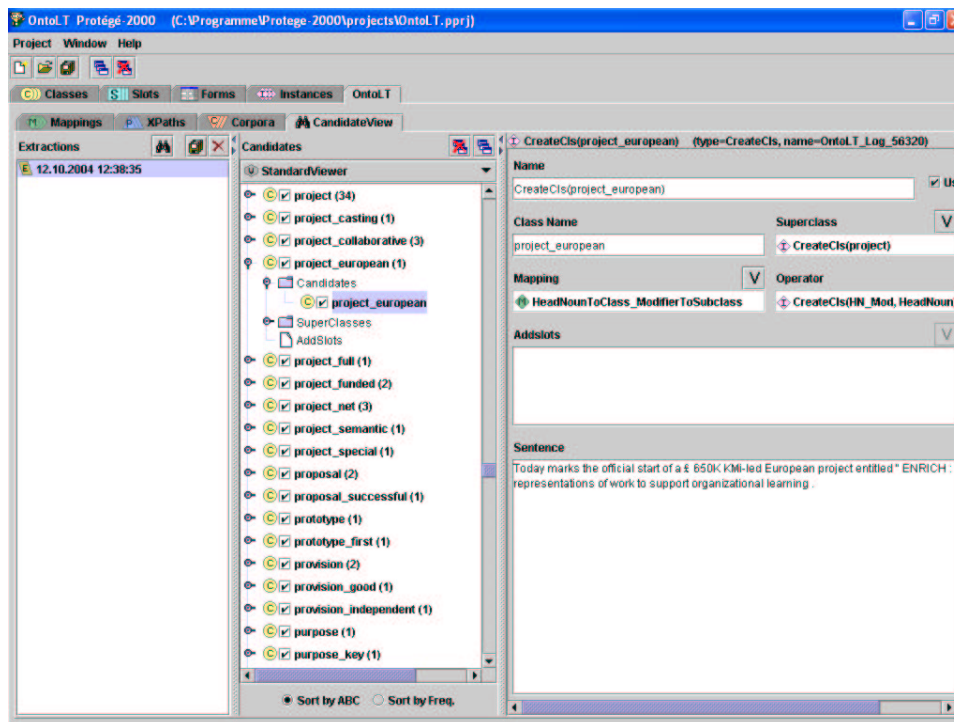 OntoLT Protégé-2000 (C:\Programme\Protege-2000\projects\OntoLT.pprj)
Project Window Help
Classes Slots Forms Instances OntoLT
Mappings XPaths Corpora CandidateView
Extractions
12.10.2004 12:38:35
Candidates
StandardViewer
project (34)
project_casting (1)
project_collaborative (3)
project_european (1)
Candidates
project_european
SuperClasses
AddSlots
project_full (1)
project_funded (2)
project_net (3)
project_semantic (1)
project_special (1)
proposal (2)
proposal_successful (1)
prototype (1)
prototype_first (1)
provision (2)
provision_good (1)
provision_independent (1)
purpose (1)
purpose_key (1)
Sort by ABC Sort by Freq.
CreateCls(project_european) (type=CreateCls, name=OntoLT_Log_56320)
Name
CreateCls(project_european)
Us
Class Name
project_european
Superclass V
CreateCls(project)
Mapping V
HeadNounToClass_ModifierToSubclass
Operator
CreateCls(HN_Mod, HeadNoun)
Addslots V
Sentence
Today marks the official start of a £ 650K KMi-led European project entitled " ENRICH :
representations of work to support organizational learning .